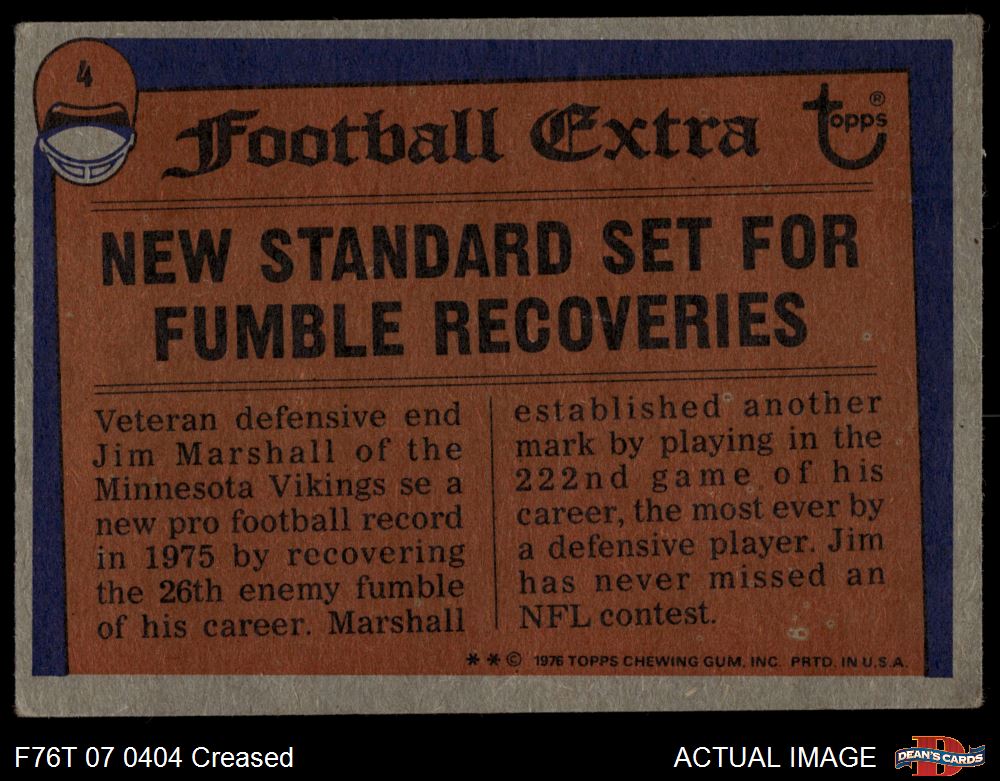 4
Football Extra
topps ®
NEW STANDARD SET FOR
FUMBLE RECOVERIES
Veteran defensive end
Jim Marshall of the
Minnesota Vikings se a
new pro football record
in 1975 by recovering
the 26th enemy fumble
of his career. Marshall
established another
mark by playing in the
222nd game of his
career, the most ever by
a defensive player. Jim
has never missed an
NFL contest.
* * © 1976 TOPPS CHEWING GUM, INC. PRTD. IN U.S.A.
F76T 07 0404 Creased
ACTUAL IMAGE
D
DEAN'S CARDS